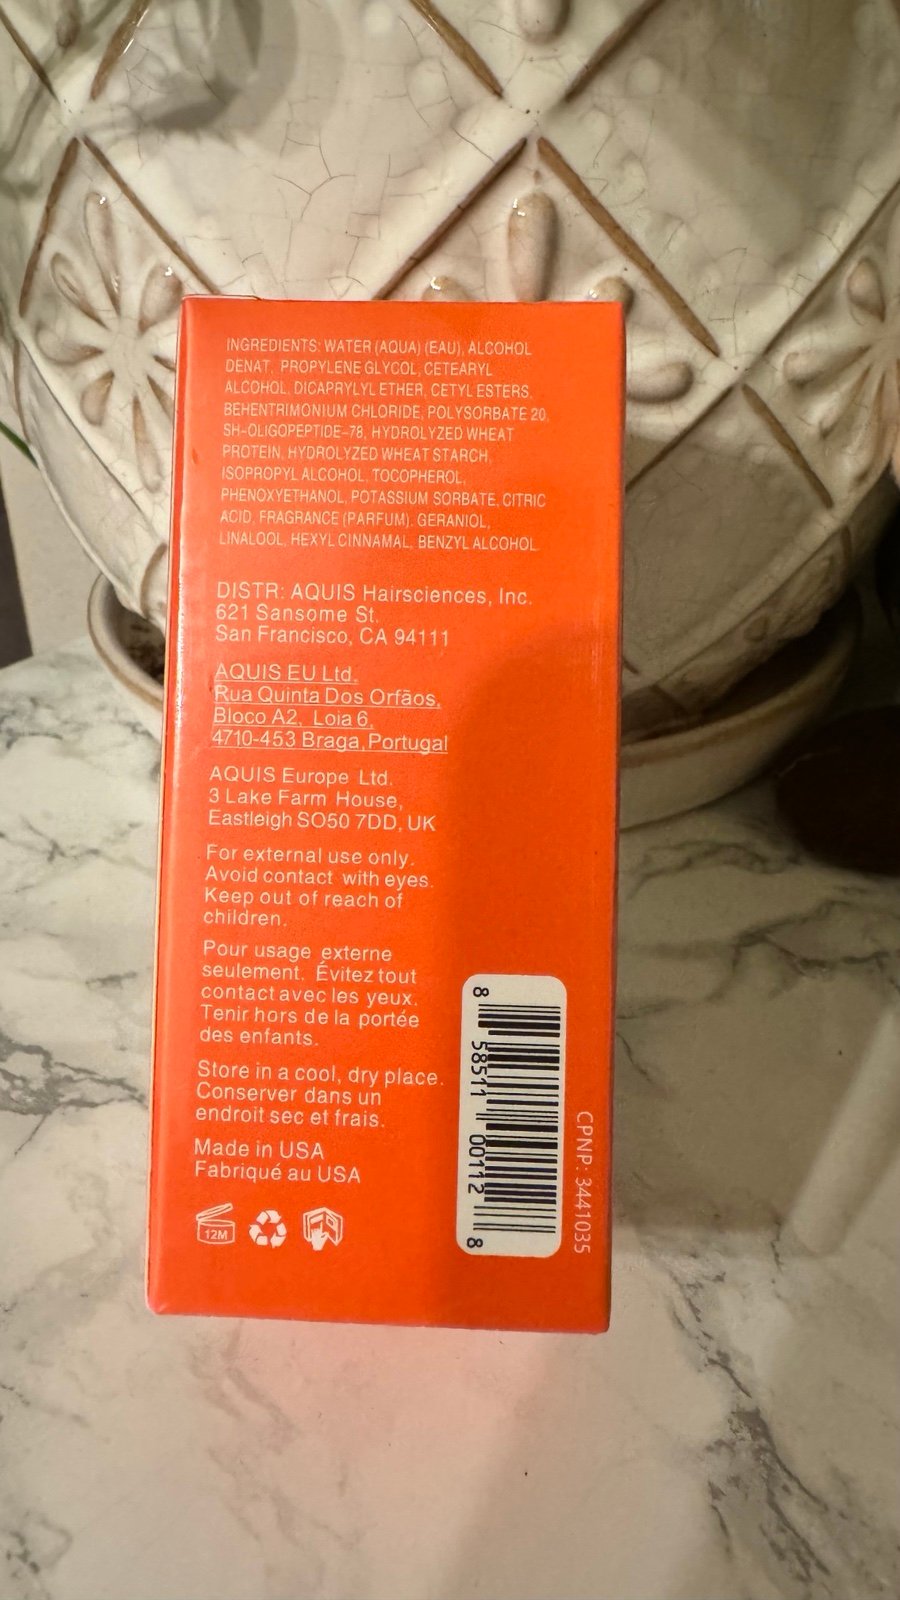 INGREDIENTS: WATER (AQUA) (EAU), ALCOHOL
DENAT., PROPYLENE GLYCOL, CETEARYL
ALCOHOL, DICAPRYLYL ETHER, CETYL ESTERS,
BEHENTRIMONIUM CHLORIDE, POLYSORBATE 20,
SH-OLIGOPEPTIDE-78, HYDROLYZED WHEAT
PROTEIN, HYDROLYZED WHEAT STARCH,
ISOPROPYL ALCOHOL, TOCOPHEROL,
PHENOXYETHANOL, POTASSIUM SORBATE, CITRIC
ACID, FRAGRANCE (PARFUM), GERANIOL,
LINALOOL, HEXYL CINNAMAL, BENZYL ALCOHOL.
DISTR: AQUIS Hairsciences, Inc.
621 Sansome St.
San Francisco, CA 94111
AQUIS EU Ltd.
Rua Quinta Dos Orfãos,
Bloco A2, Loia 6,
4710-453 Braga, Portugal
AQUIS Europe Ltd.
3 Lake Farm House,
Eastleigh SO50 7DD, UK
For external use only.
Avoid contact with eyes.
Keep out of reach of
children.
Pour usage externe
seulement. Évitez tout
contact avec les yeux.
Tenir hors de la portée
des enfants.
Store in a cool, dry place.
Conserver dans un
endroit sec et frais.
Made in USA
Fabriqué au USA
12M
8 58511 00112 8
CPNP: 3441035